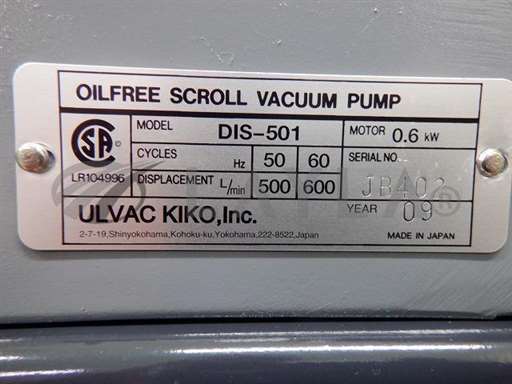 OILFREE SCROLL VACUUM PUMP
CSA®
LR104996
MODEL DIS-501 MOTOR 0.6 kW
CYCLES Hz 50 60 SERIAL NO. JB402
DISPLACEMENT L/min 500 600
ULVAC KIKO,Inc. YEAR 09
2-7-19,Shinyokohama,Kohoku-ku,Yokohama,222-8522,Japan MADE IN JAPAN